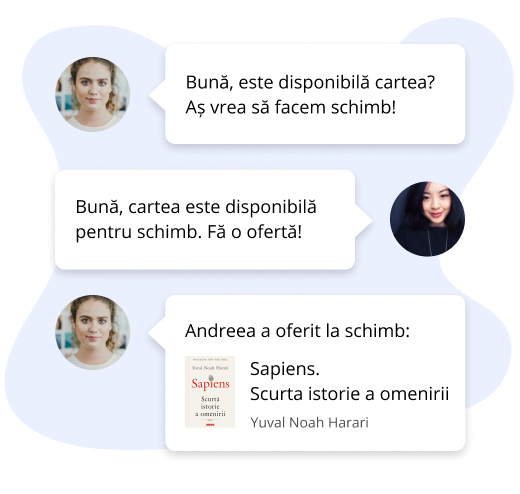 Bună, este disponibilă cartea?
Aș vrea să facem schimb!
Bună, cartea este disponibilă
pentru schimb. Fă o ofertă!
Andreea a oferit la schimb:
Yuval Noah Harari
Sapiens
Scurtă
istorie
a omenirii
Sapiens.
Scurta istorie a omenirii
Yuval Noah Harari